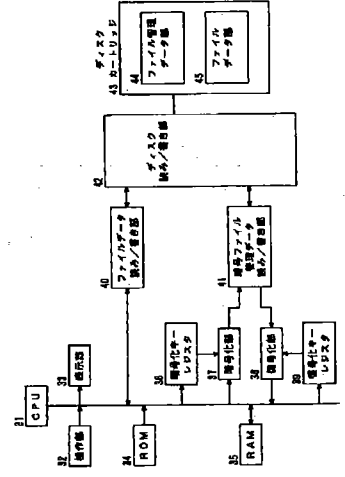 31
CPU
32
操作部
33
表示部
34
ROM
35
RAM
36
暗号化キー
レジスタ
37
暗号化部
38
復号化部
39
復号化キー
レジスタ
40
ファイルデータ
読み/書き部
41
暗号ファイル
管理データ
読み/書き部
42
ディスク
読み/書き部
ディスク
43 カートリッジ
44
ファイル管理
データ部
45
ファイル
データ部